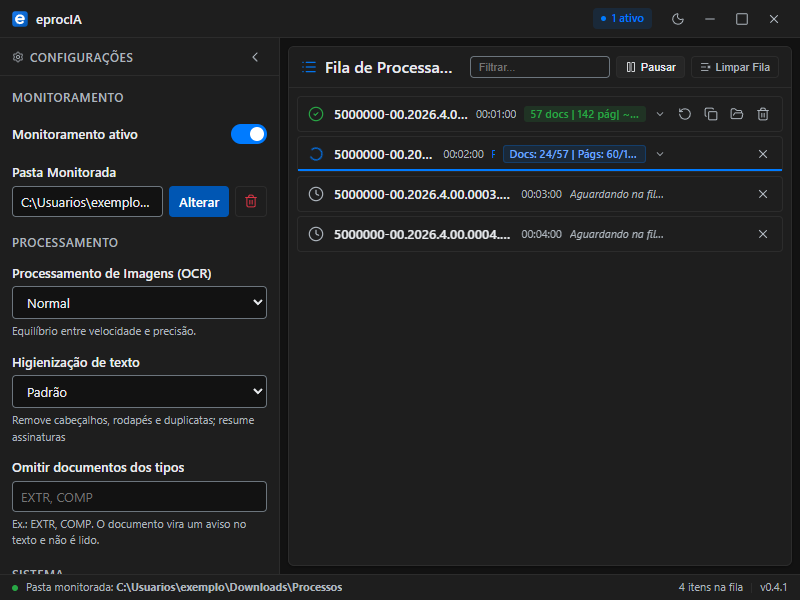 eprocIA
1 ativo
CONFIGURAÇÕES
MONITORAMENTO
Monitoramento ativo
Pasta Monitorada
C:\Usuarios\exemplo...
Alterar
PROCESSAMENTO
Processamento de Imagens (OCR)
Normal
Equilíbrio entre velocidade e precisão.
Higienização de texto
Padrão
Remove cabeçalhos, rodapés e duplicatas; resume
assinaturas
Omitir documentos dos tipos
EXTR, COMP
Ex.: EXTR, COMP. O documento vira um aviso no
texto e não é lido.
SISTEMA
Fila de Processa...
Filtrar...
Pausar
Limpar Fila
5000000-00.2026.4.0... 00:01:00 57 docs | 142 pág| ~...
5000000-00.20... 00:02:00 F Docs: 24/57 | Págs: 60/1...
5000000-00.2026.4.00.0003.... 00:03:00 Aguardando na fil...
5000000-00.2026.4.00.0004.... 00:04:00 Aguardando na fil...
Pasta monitorada: C:\Usuarios\exemplo\Downloads\Processos
4 itens na fila
v0.4.1